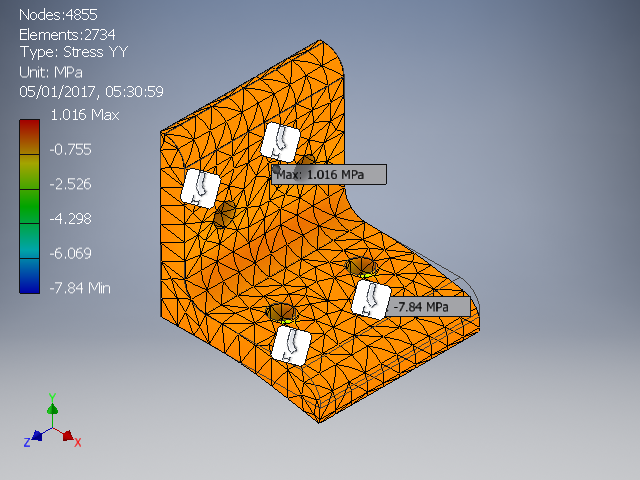 Nodes:4855
Elements:2734
Type: Stress YY
Unit: MPa
05/01/2017, 05:30:59
1.016 Max
-0.755
-2.526
-4.298
-6.069
-7.84 Min
Max: 1.016 MPa
-7.84 MPa
Y
Z
X